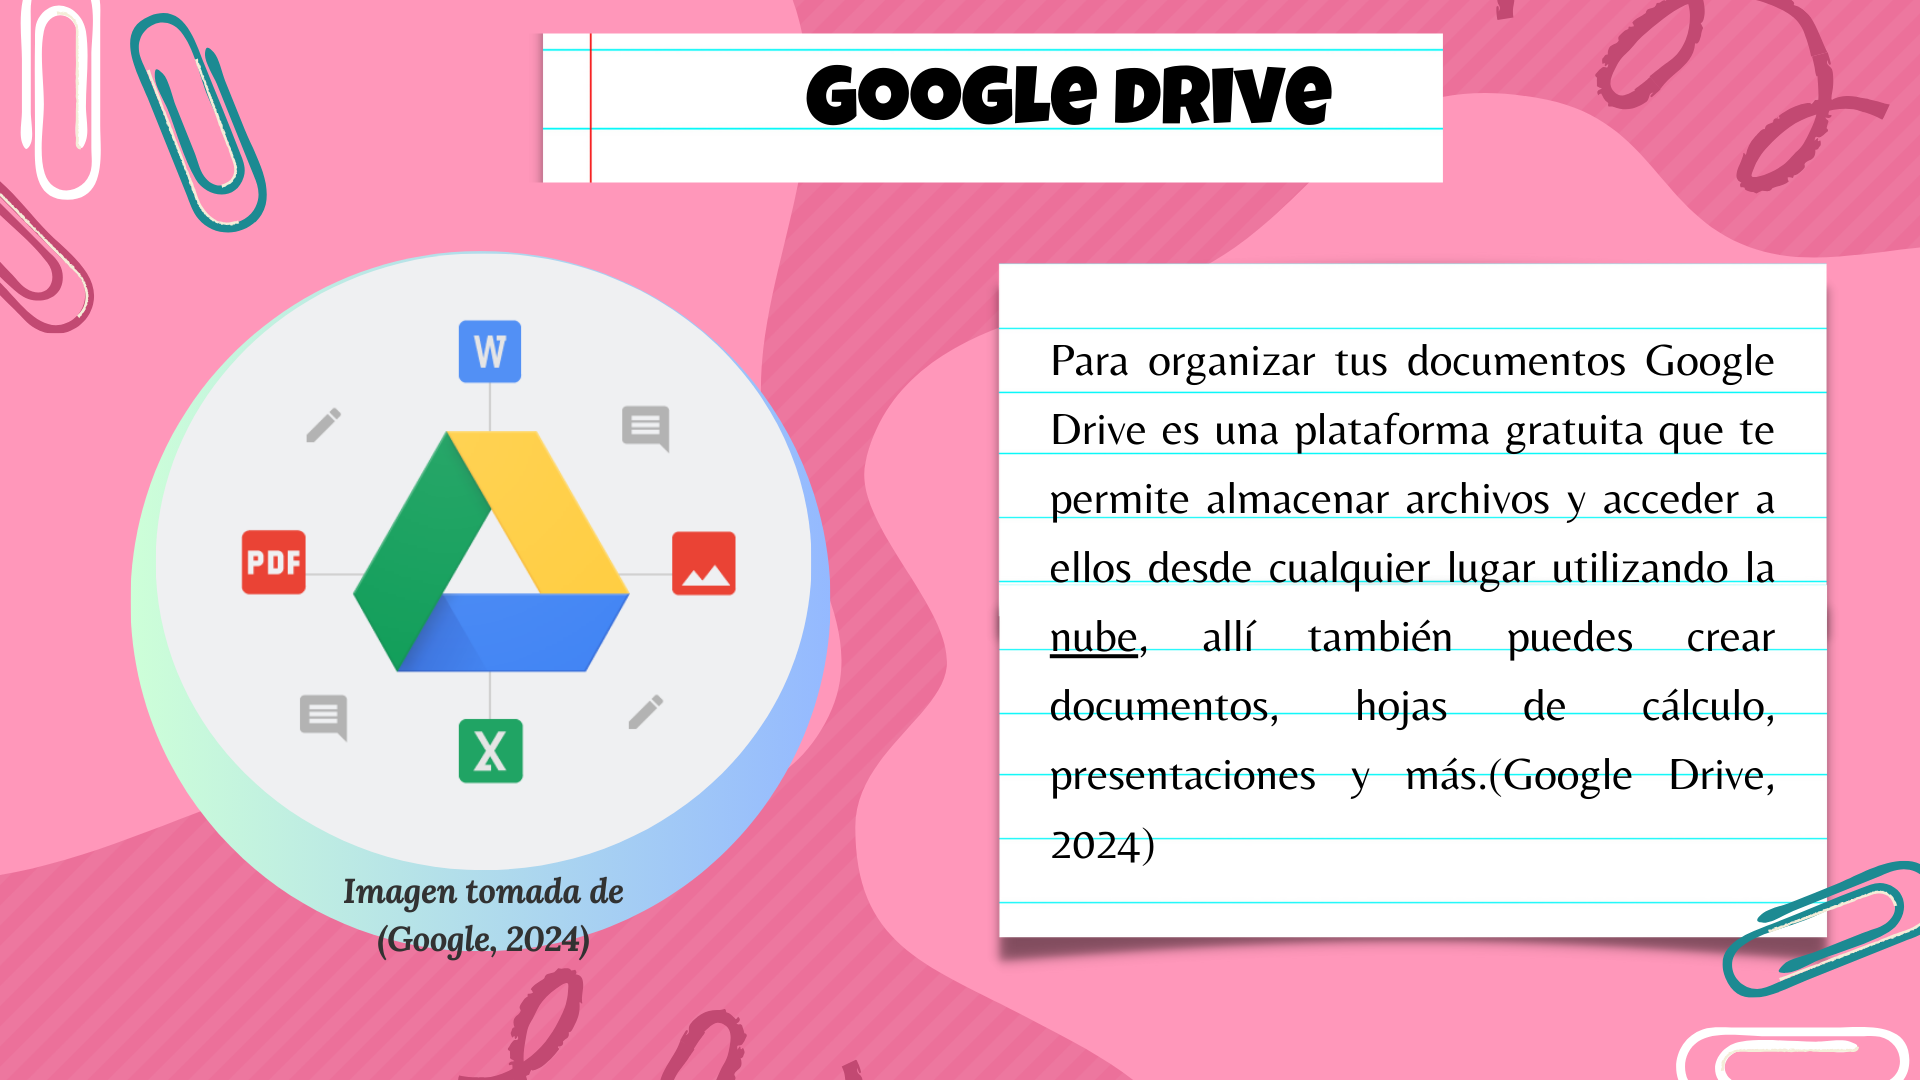 GOOGLE DRIVE
W
PDF
X
Imagen tomada de
(Google, 2024)
Para organizar tus documentos Google
Drive es una plataforma gratuita que te
permite almacenar archivos y acceder a
ellos desde cualquier lugar utilizando la
nube, allí también puedes crear
documentos, hojas de cálculo,
presentaciones y más.(Google Drive,
2024)